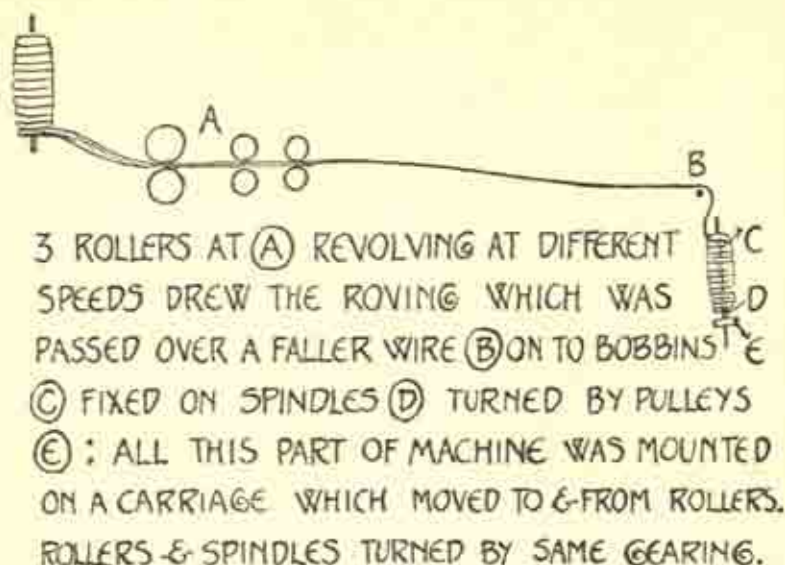 A
B
3 ROLLERS AT Ⓐ REVOLVING AT DIFFERENT C
SPEEDS DREW THE ROVING WHICH WAS D
PASSED OVER A FALLER WIRE Ⓑ ON TO BOBBINS E
Ⓒ FIXED ON SPINDLES Ⓓ TURNED BY PULLEYS
Ⓔ: ALL THIS PART OF MACHINE WAS MOUNTED
ON A CARRIAGE WHICH MOVED TO & FROM ROLLERS.
ROLLERS & SPINDLES TURNED BY SAME GEARING.